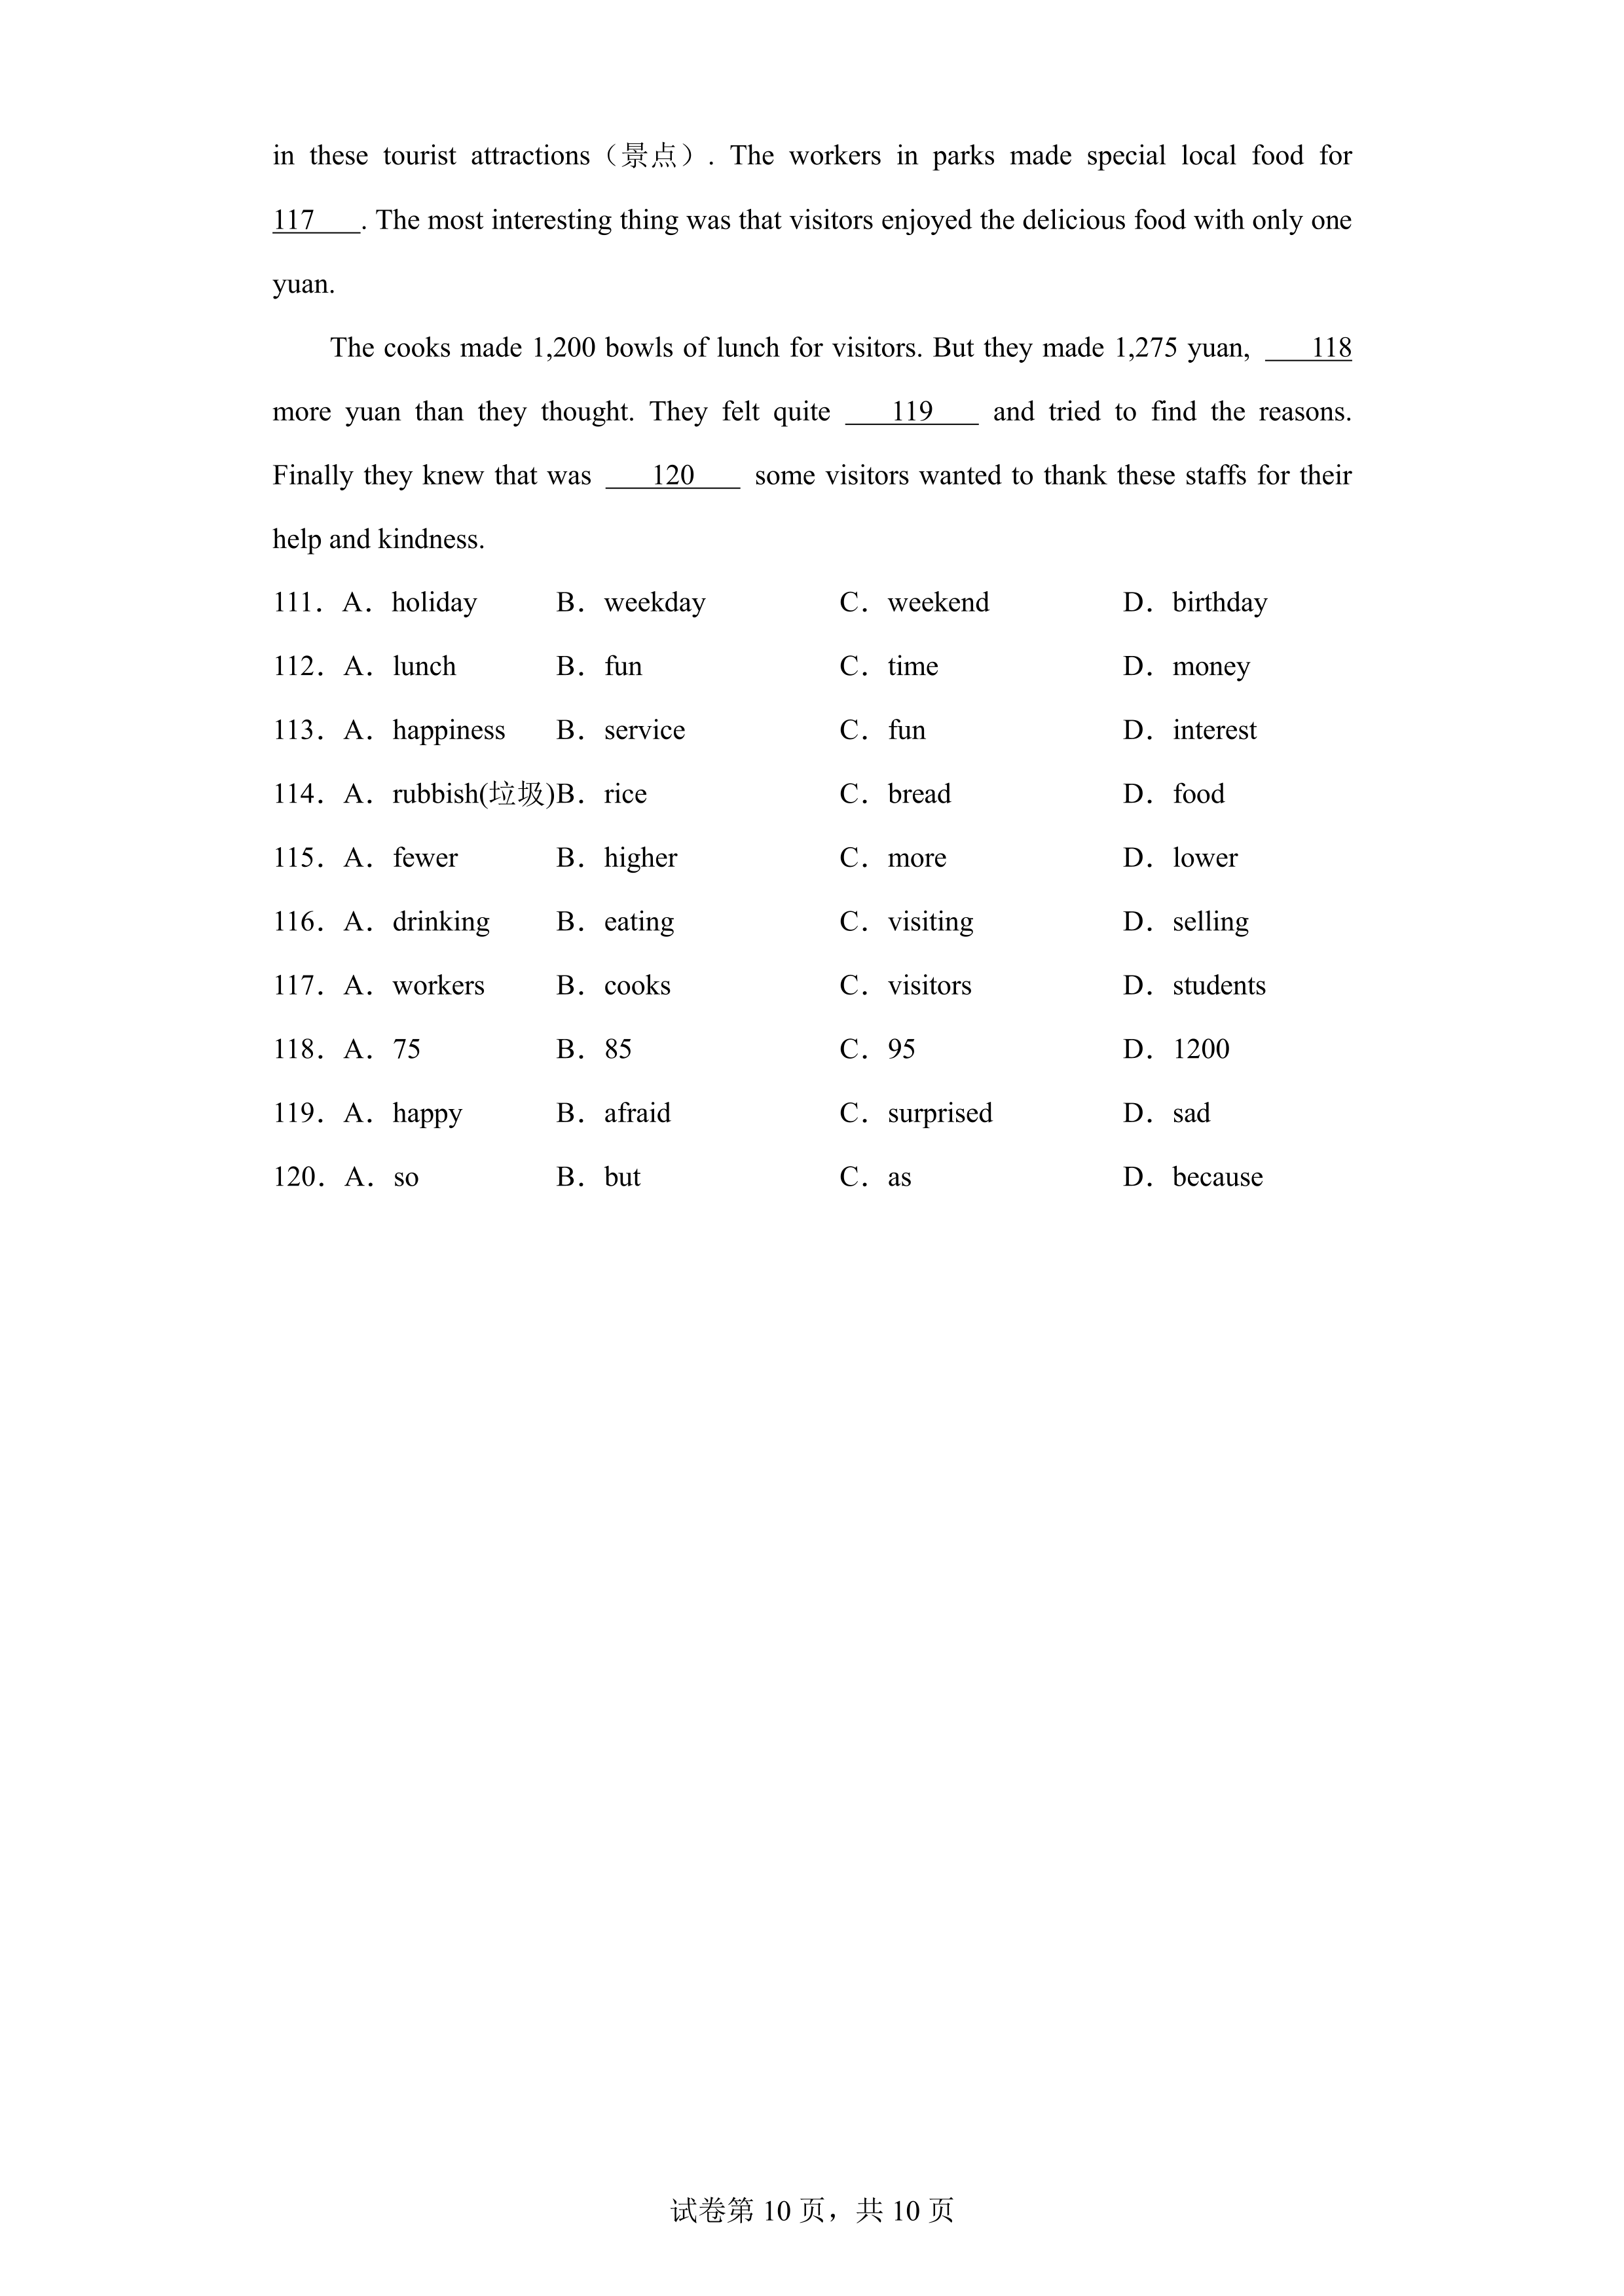 in these tourist attractions（景点）. The workers in parks made special local food for
117. The most interesting thing was that visitors enjoyed the delicious food with only one
yuan.
The cooks made 1,200 bowls of lunch for visitors. But they made 1,275 yuan, 118
more yuan than they thought. They felt quite 119 and tried to find the reasons.
Finally they knew that was 120 some visitors wanted to thank these staffs for their
help and kindness.
111．A．holiday B．weekday C．weekend D．birthday
112．A．lunch B．fun C．time D．money
113．A．happiness B．service C．fun D．interest
114．A．rubbish(垃圾)B．rice C．bread D．food
115．A．fewer B．higher C．more D．lower
116．A．drinking B．eating C．visiting D．selling
117．A．workers B．cooks C．visitors D．students
118．A．75 B．85 C．95 D．1200
119．A．happy B．afraid C．surprised D．sad
120．A．so B．but C．as D．because
试卷第 10 页，共 10 页